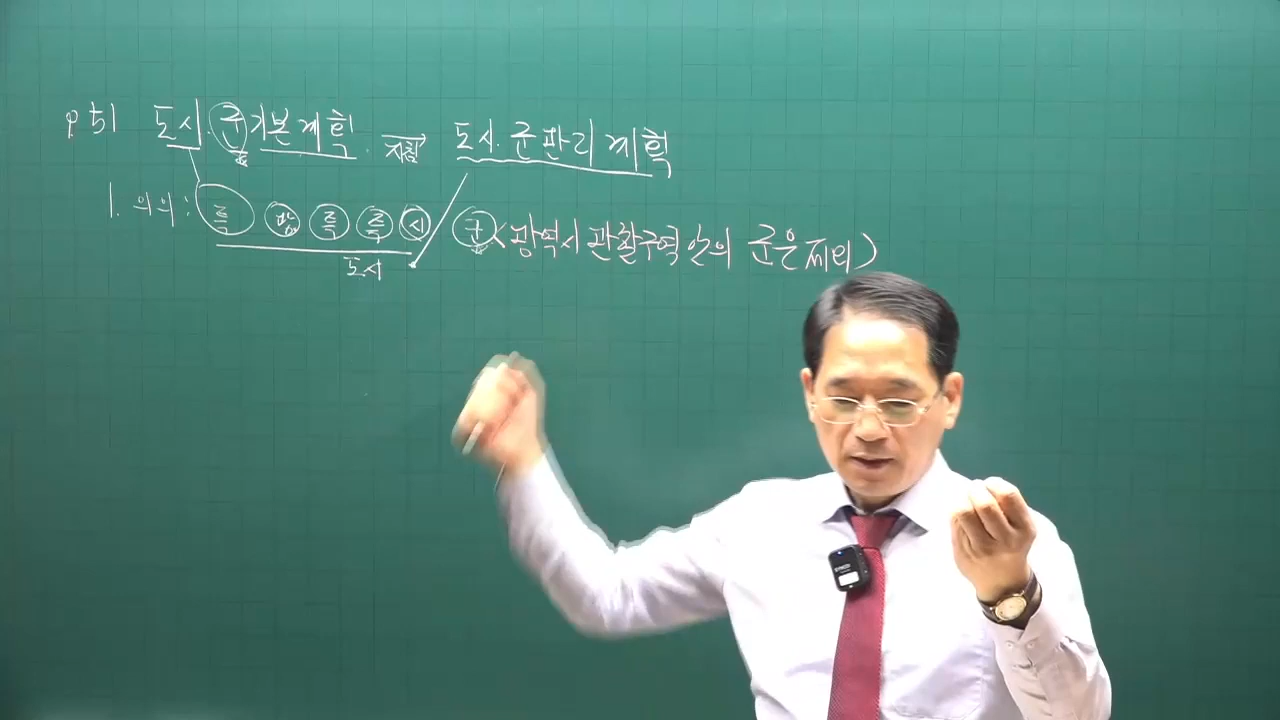 p 51 도시·군기본계획 지침 도시·군관리계획
1. 의의: 특 광 특 특 시 군 (광역시 관할구역 안의 군은 제외)
도시